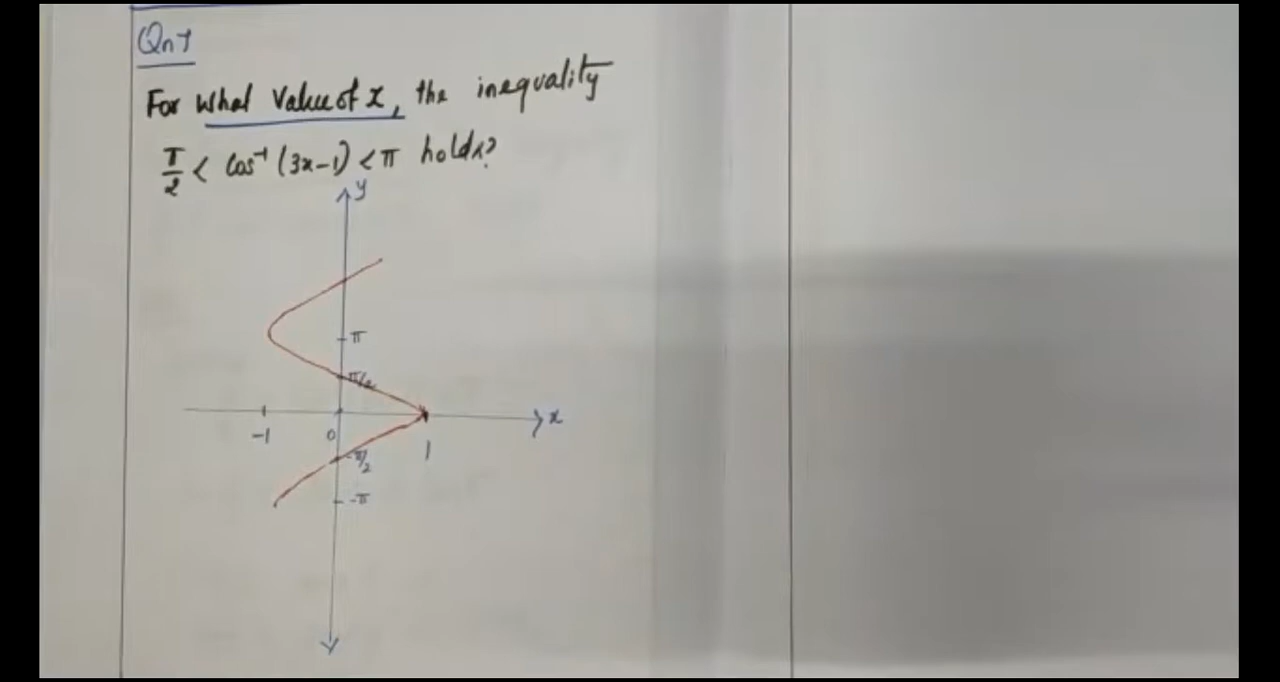 Qn 7
For what value of x, the inequality
π/2 < cos⁻¹ (3x-1) < π holds?
y
π
π/2
x
-1 0 1
-π/2
-π